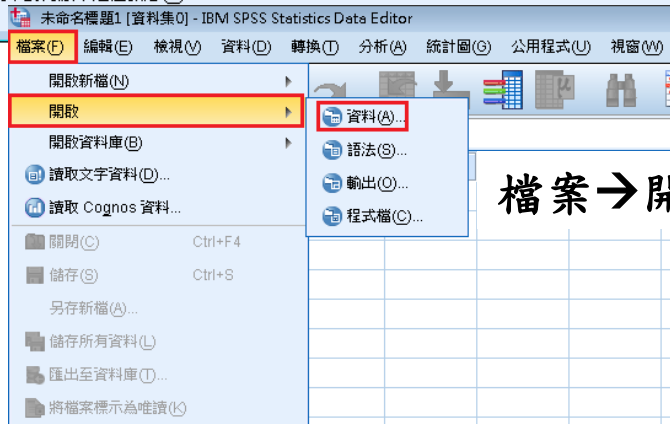 未命名標題1 [資料集0] - IBM SPSS Statistics Data Editor
檔案(F) 編輯(E) 檢視(V) 資料(D) 轉換(T) 分析(A) 統計圖(G) 公用程式(U) 視窗(W)
開啟新檔(N)
開啟
資料(A)...
開啟資料庫(B)
語法(S)...
讀取文字資料(D)...
輸出(O)...
檔案→開
讀取 Cognos 資料...
程式檔(C)...
關閉(C) Ctrl+F4
儲存(S) Ctrl+S
另存新檔(A)...
儲存所有資料(L)
匯出至資料庫(T)...
將檔案標示為唯讀(K)